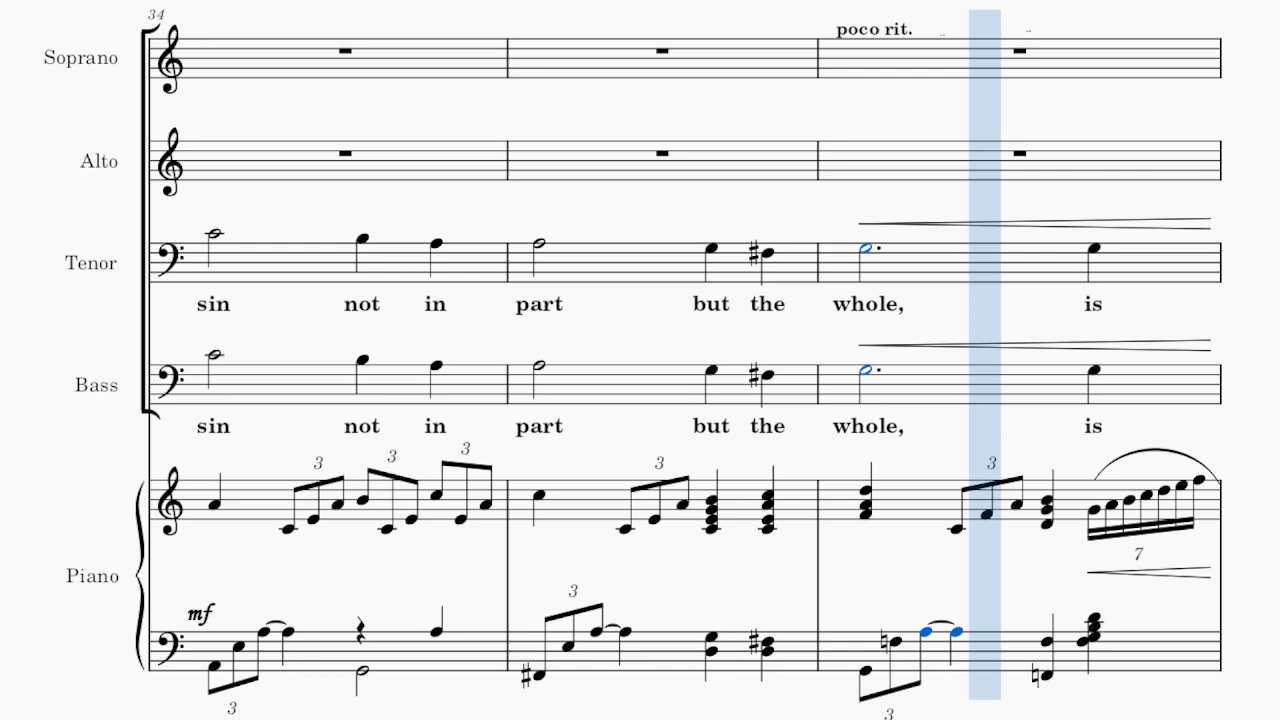 34
poco rit.
Soprano
Alto
Tenor
sin not in part but the whole, is
Bass
sin not in part but the whole, is
3 3 3 3 3
7
Piano
mf
3
3 3